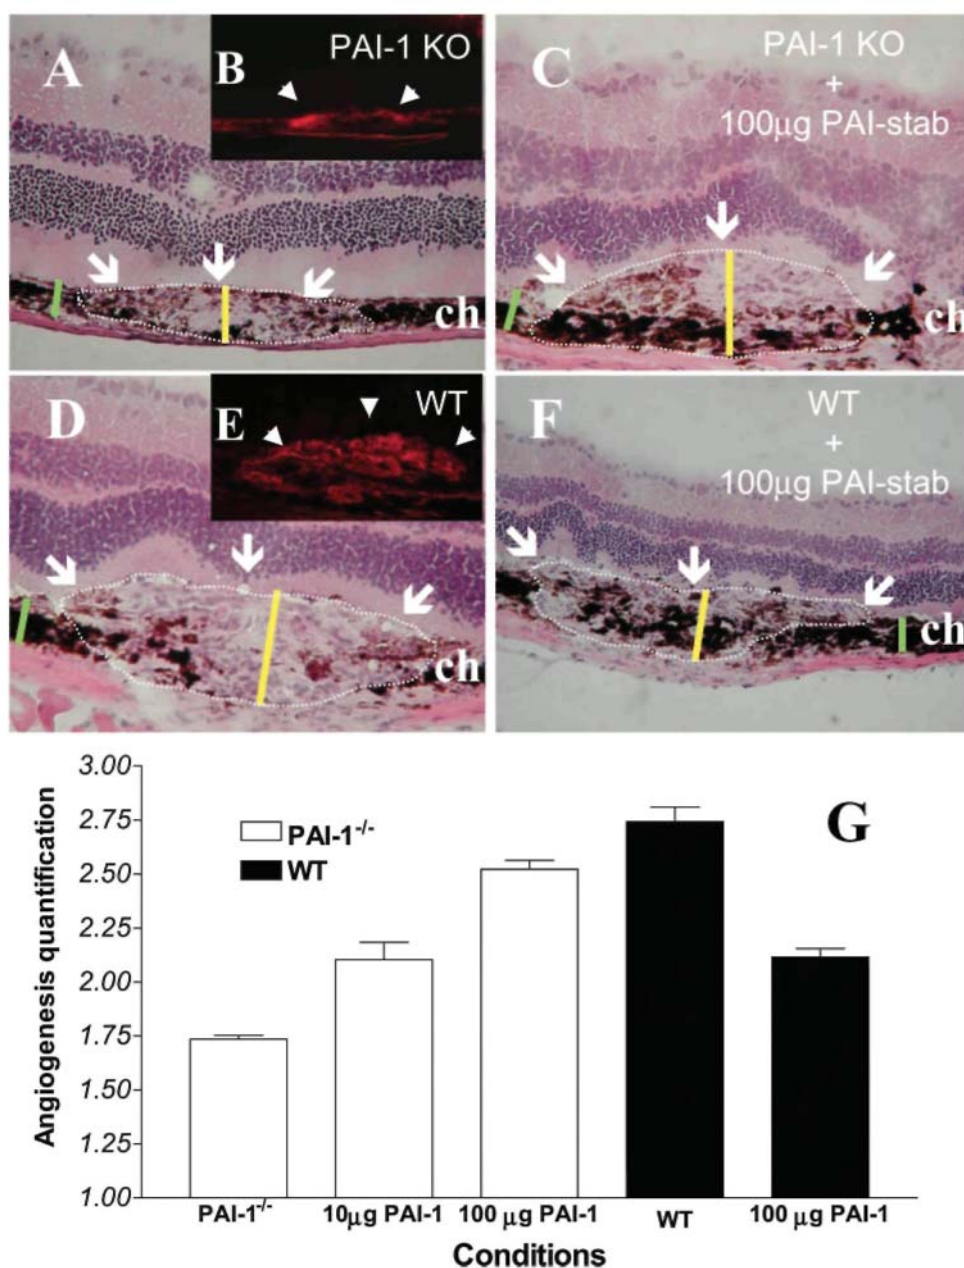 A
B
PAI-1 KO
C
PAI-1 KO
+
100μg PAI-stab
ch
ch
D
E
WT
F
WT
+
100μg PAI-stab
ch
ch
G
Angiogenesis quantification
3.00
2.75
2.50
2.25
2.00
1.75
1.50
1.25
1.00
PAI-1-/-
WT
PAI-1-/-
10μg PAI-1
100 μg PAI-1
WT
100 μg PAI-1
Conditions